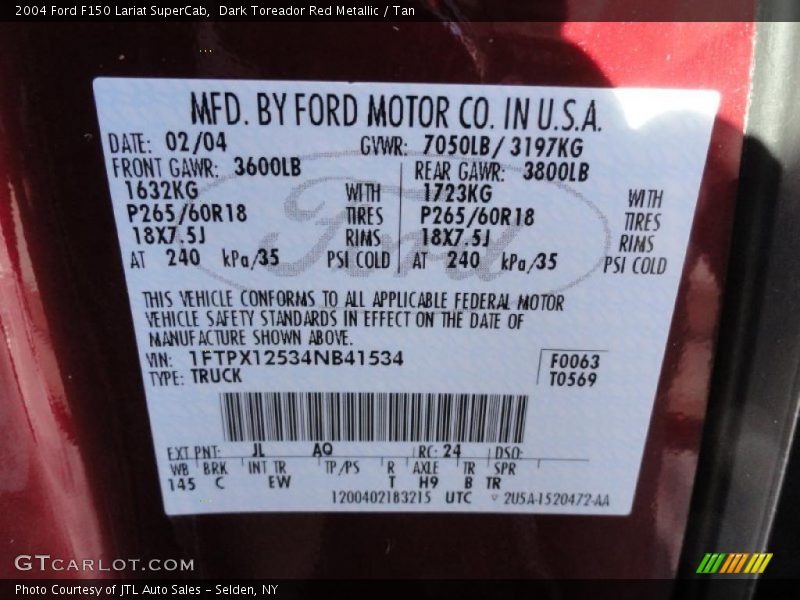 2004 Ford F150 Lariat SuperCab, Dark Toreador Red Metallic / Tan
MFD. BY FORD MOTOR CO. IN U.S.A.
DATE: 02/04 GVWR: 7050LB/ 3197KG
FRONT GAWR: 3600LB REAR GAWR: 3800LB
1632KG WITH 1723KG WITH
P265/60R18 TIRES P265/60R18 TIRES
18X7.5J RIMS 18X7.5J RIMS
AT 240 kPa/35 PSI COLD AT 240 kPa/35 PSI COLD
Ford
THIS VEHICLE CONFORMS TO ALL APPLICABLE FEDERAL MOTOR
VEHICLE SAFETY STANDARDS IN EFFECT ON THE DATE OF
MANUFACTURE SHOWN ABOVE.
VIN: 1FTPX12534NB41534 F0063
TYPE: TRUCK T0569
EXT PNT: JL AQ RC: 24 DSO:
WB BRK INT TR TP/PS R AXLE TR SPR
145 C EW T H9 B TR
1200402183215 UTC 2U5A-1520472-AA
GTCARLOT.COM
Photo Courtesy of JTL Auto Sales - Selden, NY